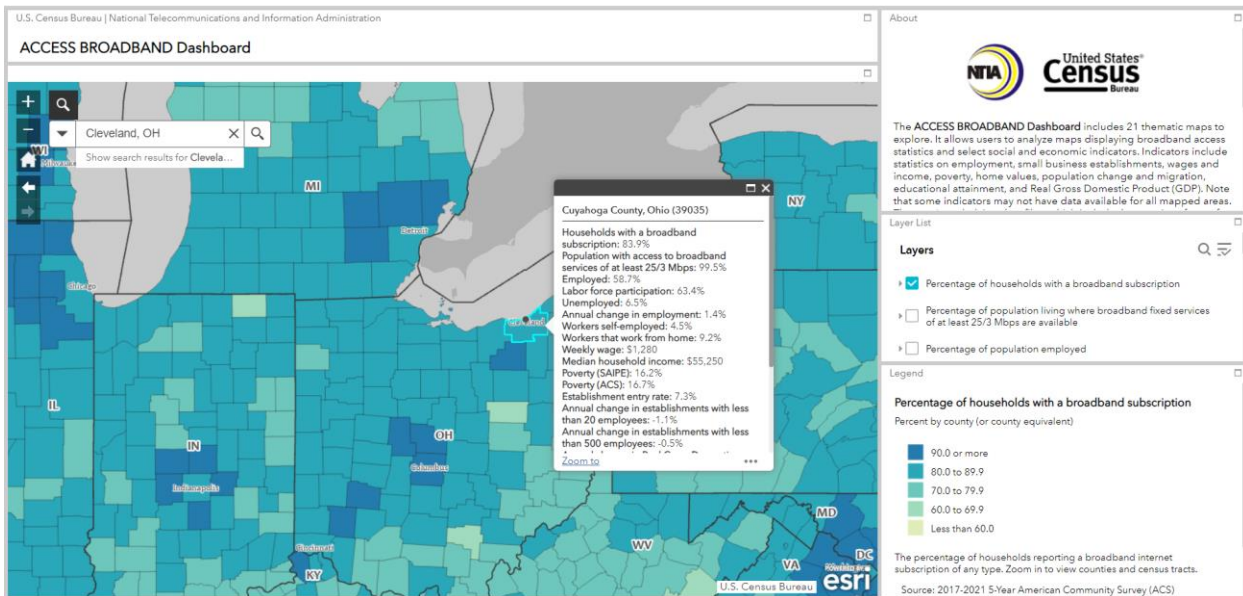 U.S. Census Bureau | National Telecommunications and Information Administration
ACCESS BROADBAND Dashboard
Cleveland, OH
Show search results for Clevela...
WI
Milwaukee
MI
Detroit
NY
Chicago
Cleveland
IL
IN
Indianapolis
OH
Columbus
Cincinnati
KY
WV
VA
MD
DC
Washington
U.S. Census Bureau
esri
Cuyahoga County, Ohio (39035)
Households with a broadband
subscription: 83.9%
Population with access to broadband
services of at least 25/3 Mbps: 99.5%
Employed: 58.7%
Labor force participation: 63.4%
Unemployed: 6.5%
Annual change in employment: 1.4%
Workers self-employed: 4.5%
Workers that work from home: 9.2%
Weekly wage: $1,280
Median household income: $55,250
Poverty (SAIPE): 16.2%
Poverty (ACS): 16.7%
Establishment entry rate: 7.3%
Annual change in establishments with less
than 20 employees: -1.1%
Annual change in establishments with less
than 500 employees: -0.5%
Zoom to
About
NTIA
United States®
Census
Bureau
The ACCESS BROADBAND Dashboard includes 21 thematic maps to
explore. It allows users to analyze maps displaying broadband access
statistics and select social and economic indicators. Indicators include
statistics on employment, small business establishments, wages and
income, poverty, home values, population change and migration,
educational attainment, and Real Gross Domestic Product (GDP). Note
that some indicators may not have data available for all mapped areas.
Layer List
Layers
Percentage of households with a broadband subscription
Percentage of population living where broadband fixed services
of at least 25/3 Mbps are available
Percentage of population employed
Legend
Percentage of households with a broadband subscription
Percent by county (or county equivalent)
90.0 or more
80.0 to 89.9
70.0 to 79.9
60.0 to 69.9
Less than 60.0
The percentage of households reporting a broadband internet
subscription of any type. Zoom in to view counties and census tracts.
Source: 2017-2021 5-Year American Community Survey (ACS)